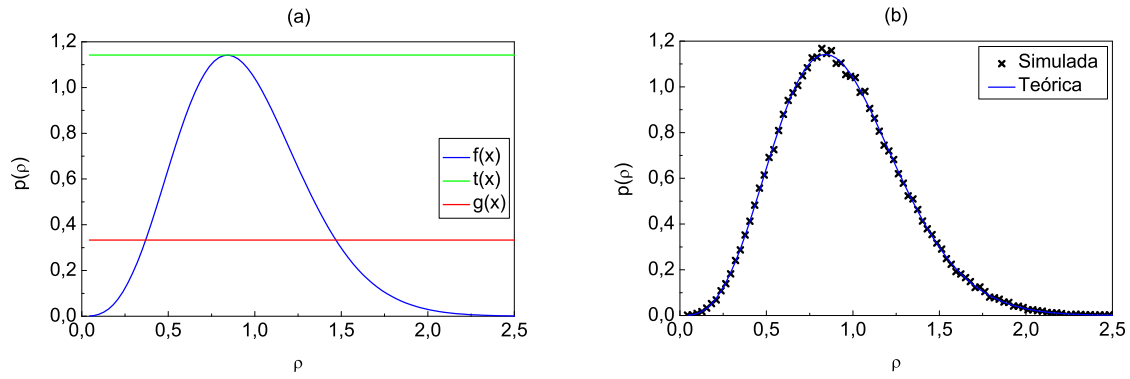 (a)
1,2
1,0
0,8
0,6
0,4
0,2
0,0
p(ρ)
f(x)
t(x)
g(x)
0,0 0,5 1,0 1,5 2,0 2,5
ρ
(b)
1,2
1,0
0,8
0,6
0,4
0,2
0,0
p(ρ)
Simulada
Teórica
0,0 0,5 1,0 1,5 2,0 2,5
ρ